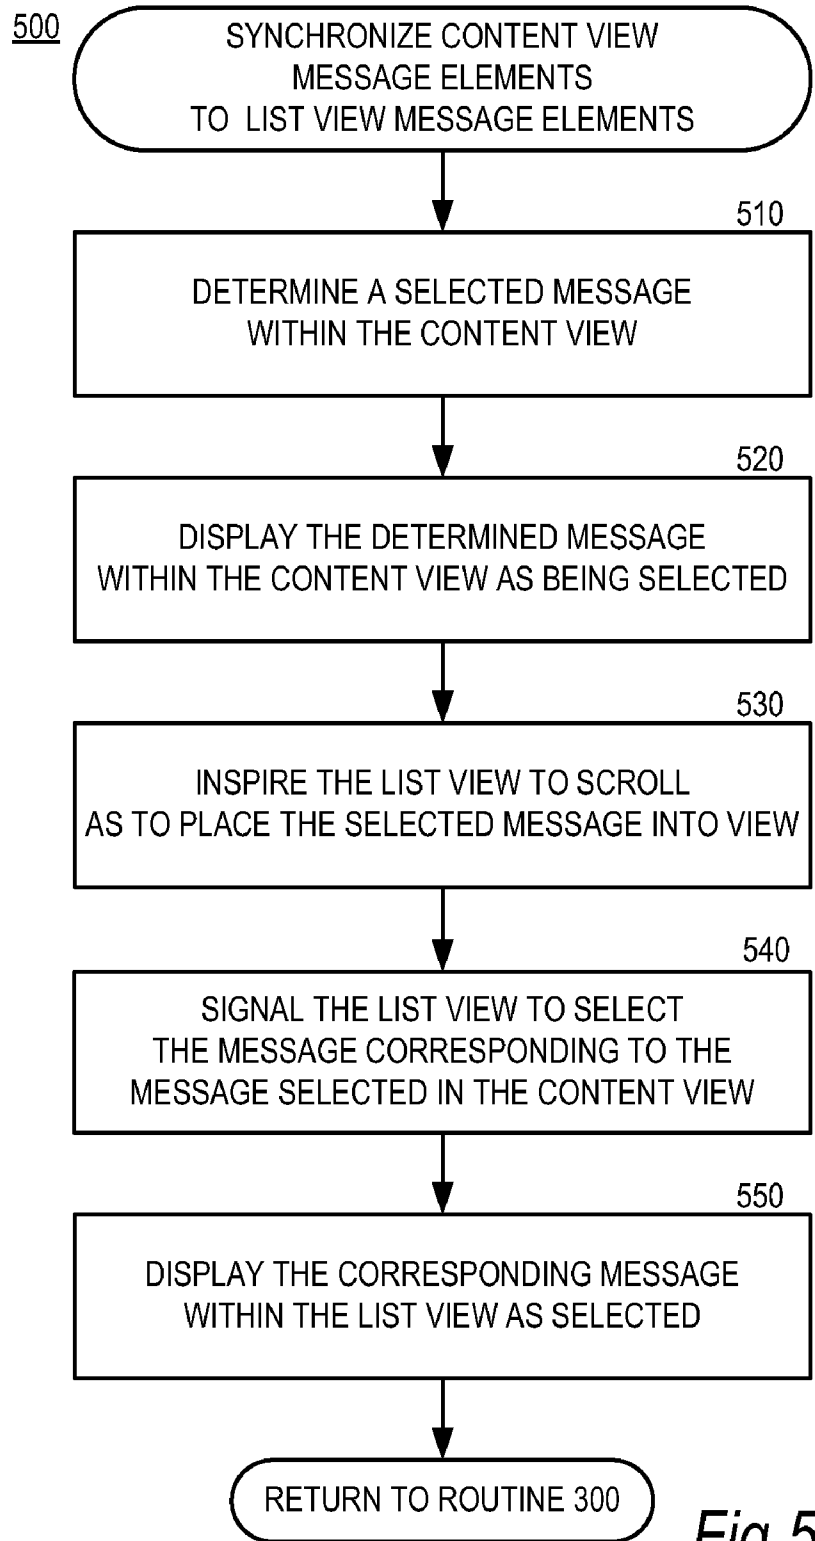 500
SYNCHRONIZE CONTENT VIEW
MESSAGE ELEMENTS
TO LIST VIEW MESSAGE ELEMENTS
510
DETERMINE A SELECTED MESSAGE
WITHIN THE CONTENT VIEW
520
DISPLAY THE DETERMINED MESSAGE
WITHIN THE CONTENT VIEW AS BEING SELECTED
530
INSPIRE THE LIST VIEW TO SCROLL
AS TO PLACE THE SELECTED MESSAGE INTO VIEW
540
SIGNAL THE LIST VIEW TO SELECT
THE MESSAGE CORRESPONDING TO THE
MESSAGE SELECTED IN THE CONTENT VIEW
550
DISPLAY THE CORRESPONDING MESSAGE
WITHIN THE LIST VIEW AS SELECTED
RETURN TO ROUTINE 300
Fig 5